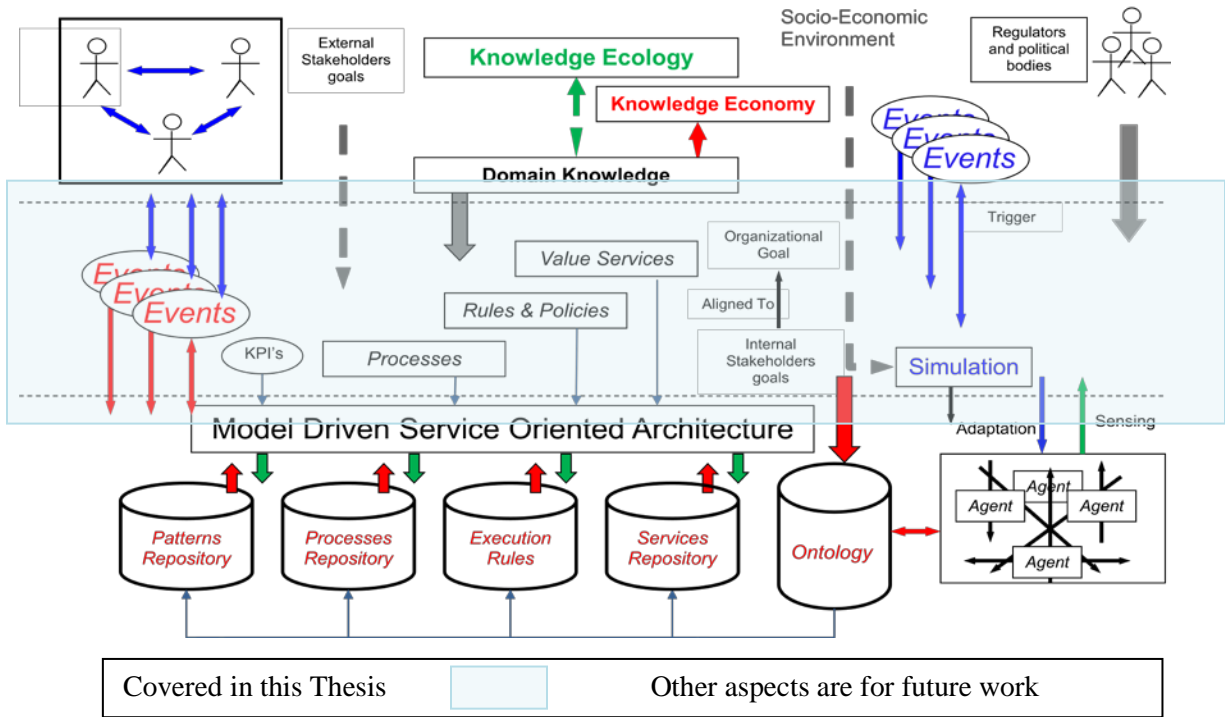 Socio-Economic
Environment
External
Stakeholders
goals
Knowledge Ecology
Regulators
and political
bodies
Knowledge Economy
Events
Events
Events
Domain Knowledge
Trigger
Organizational
Goal
Value Services
Events
Events
Events
Aligned To
Rules & Policies
KPI's
Processes
Internal
Stakeholders
goals
Simulation
Model Driven Service Oriented Architecture
Adaptation
Sensing
Patterns
Repository
Processes
Repository
Execution
Rules
Services
Repository
Ontology
Agent
Agent
Agent
Agent
Covered in this Thesis
Other aspects are for future work